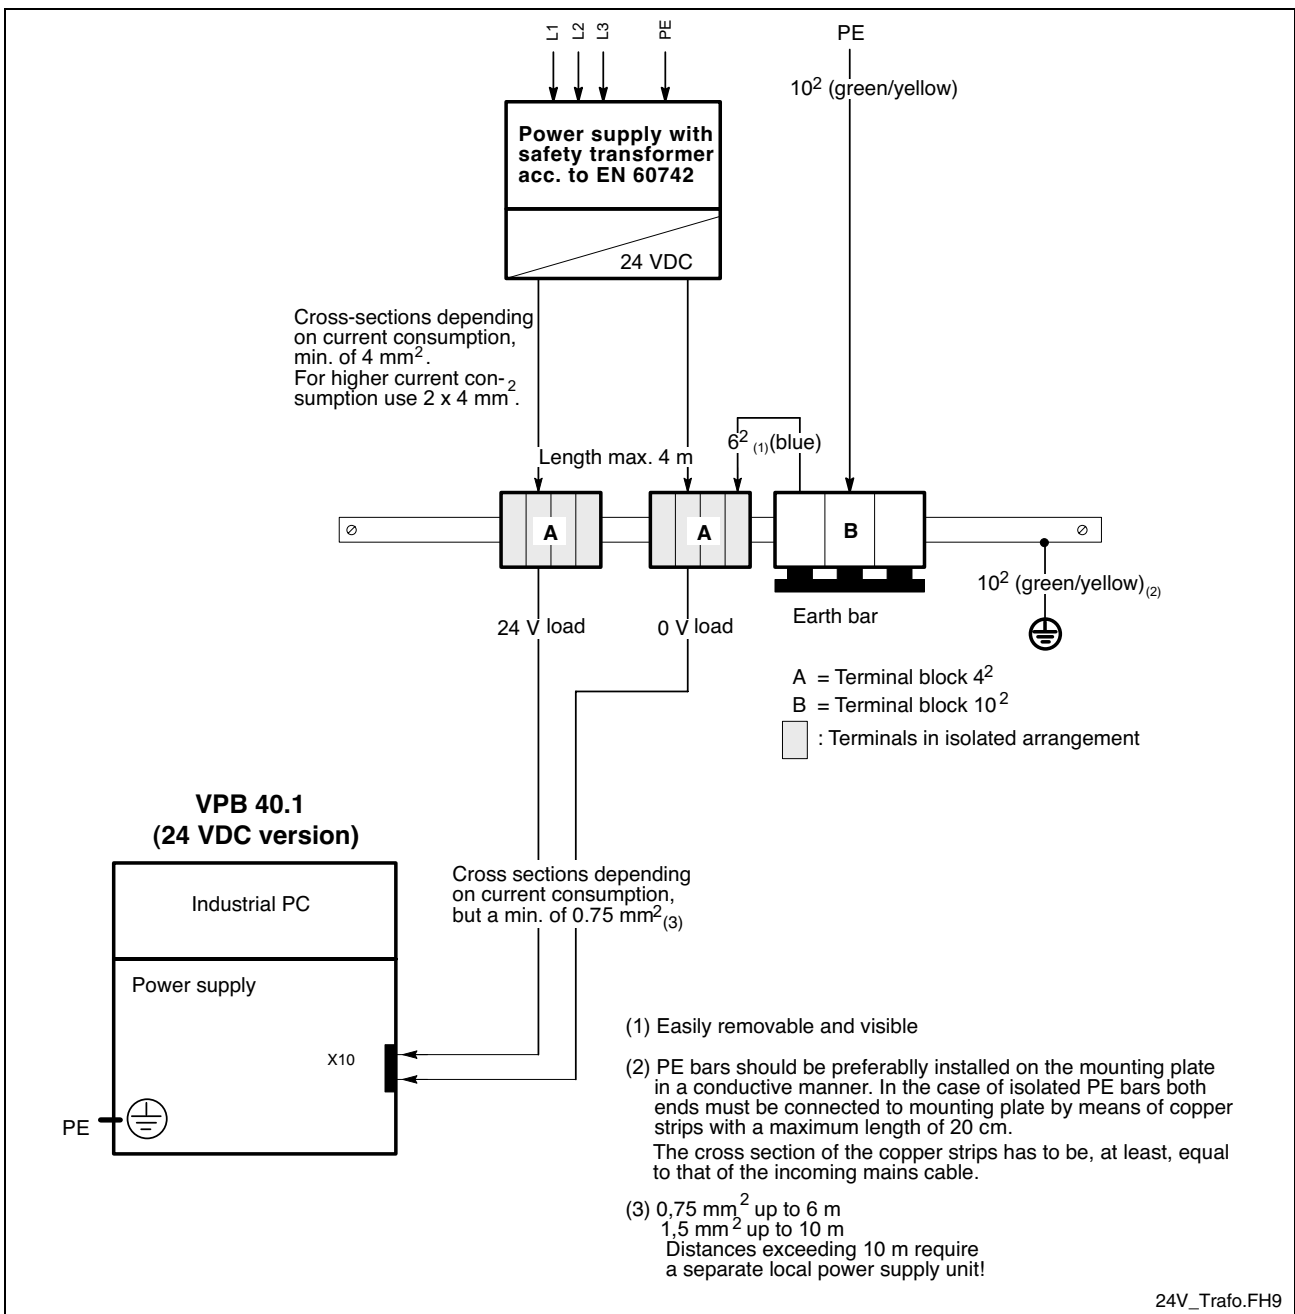 L1
L2
L3
PE
PE
10² (green/yellow)
Power supply with
safety transformer
acc. to EN 60742
24 VDC
Cross-sections depending
on current consumption,
min. of 4 mm².
For higher current con-
sumption use 2 x 4 mm².
Length max. 4 m
6² (1)(blue)
A
A
B
10² (green/yellow)(2)
Earth bar
24 V load
0 V load
A = Terminal block 4²
B = Terminal block 10²
: Terminals in isolated arrangement
VPB 40.1
(24 VDC version)
Industrial PC
Cross sections depending
on current consumption,
but a min. of 0.75 mm²(3)
Power supply
X10
PE
(1) Easily removable and visible
(2) PE bars should be preferablly installed on the mounting plate
in a conductive manner. In the case of isolated PE bars both
ends must be connected to mounting plate by means of copper
strips with a maximum length of 20 cm.
The cross section of the copper strips has to be, at least, equal
to that of the incoming mains cable.
(3) 0,75 mm² up to 6 m
1,5 mm² up to 10 m
Distances exceeding 10 m require
a separate local power supply unit!
24V_Trafo.FH9